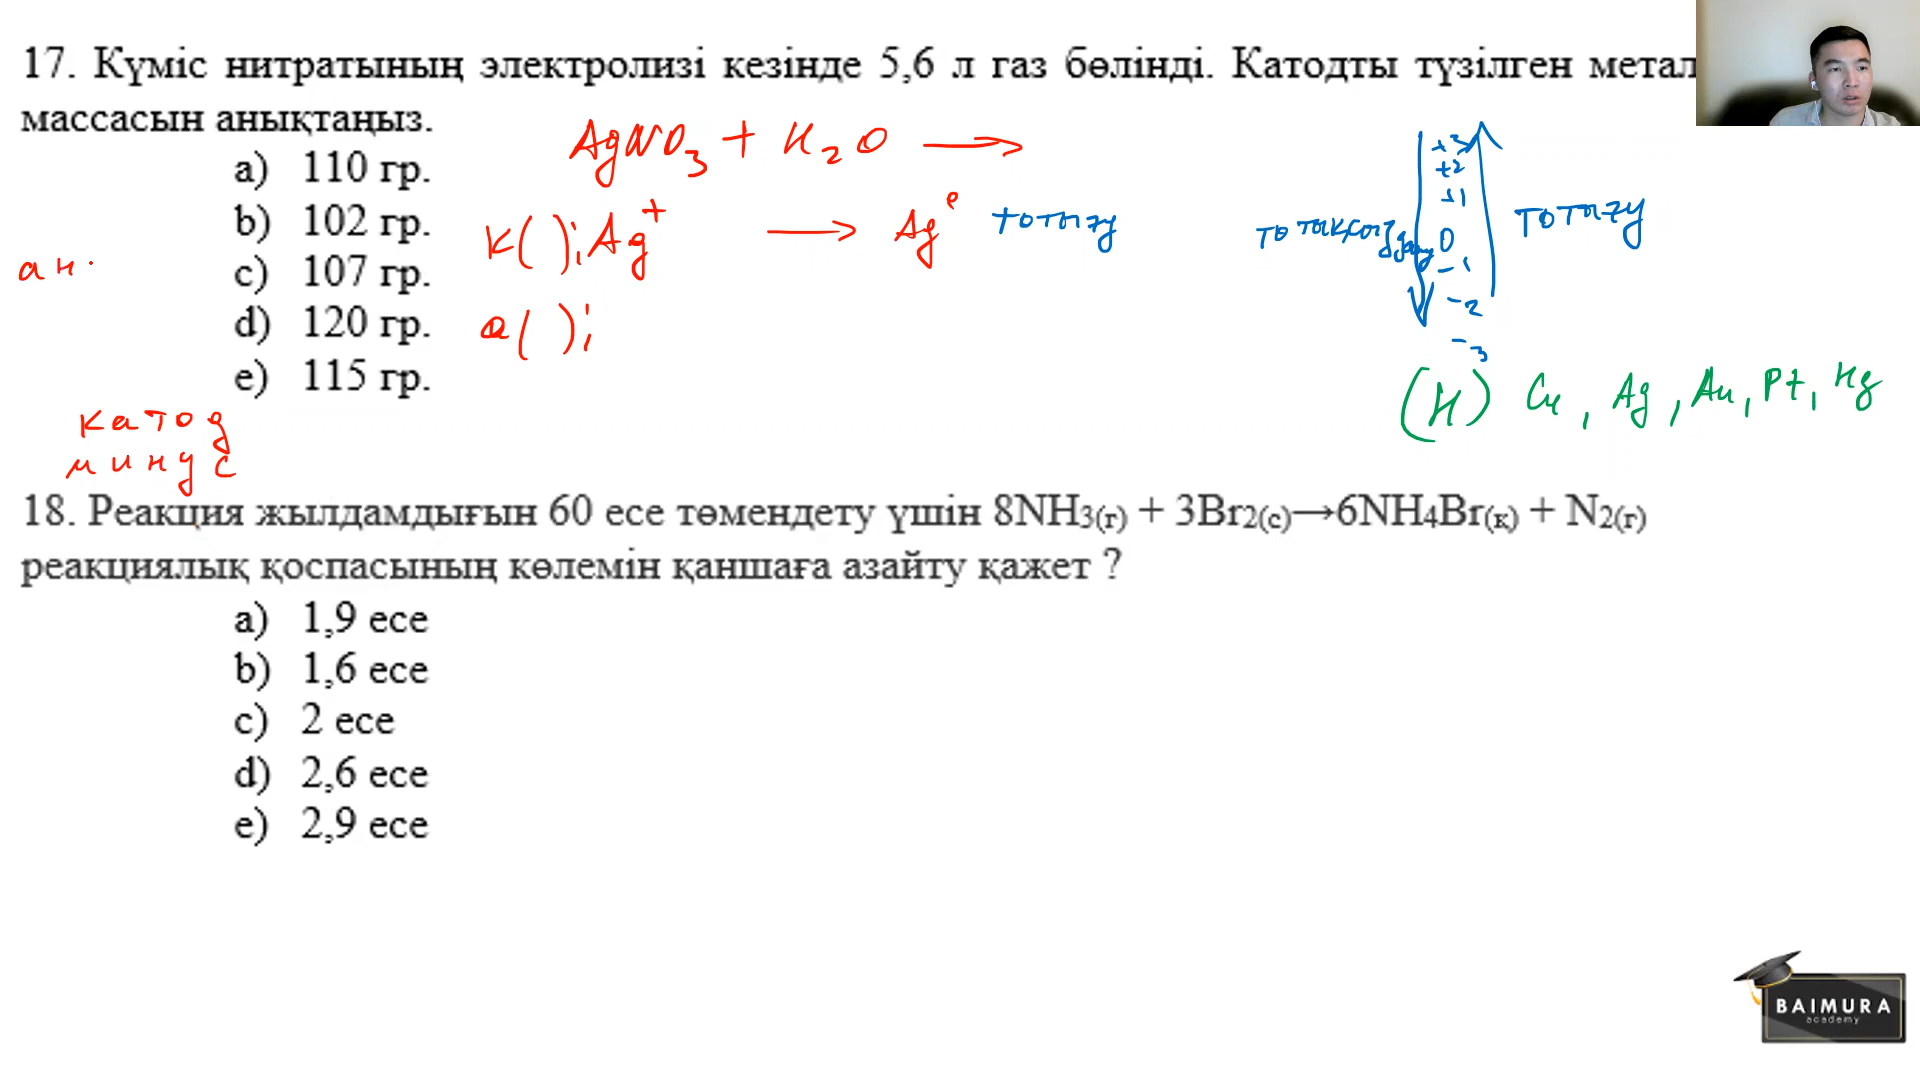 17. Күміс нитратының электролизі кезінде 5,6 л газ бөлінді. Катодты түзілген метал
массасын анықтаңыз.
a) 110 гр.
b) 102 гр.
c) 107 гр.
d) 120 гр.
e) 115 гр.
AgNO3 + H2O →
K( ); Ag+ → Ag0 тотызу
a( );
ан.
катод
минус
+3
+2
+1
0
-1
-2
-3
тотызу
(H) Cu, Ag, Au, Pt, Hg
18. Реакция жылдамдығын 60 есе төмендету үшін 8NH3(г) + 3Br2(с)→6NH4Br(қ) + N2(г)
реакциялық қоспасының көлемін қаншаға азайту қажет ?
a) 1,9 есе
b) 1,6 есе
c) 2 есе
d) 2,6 есе
e) 2,9 есе
BAIMURA
academy